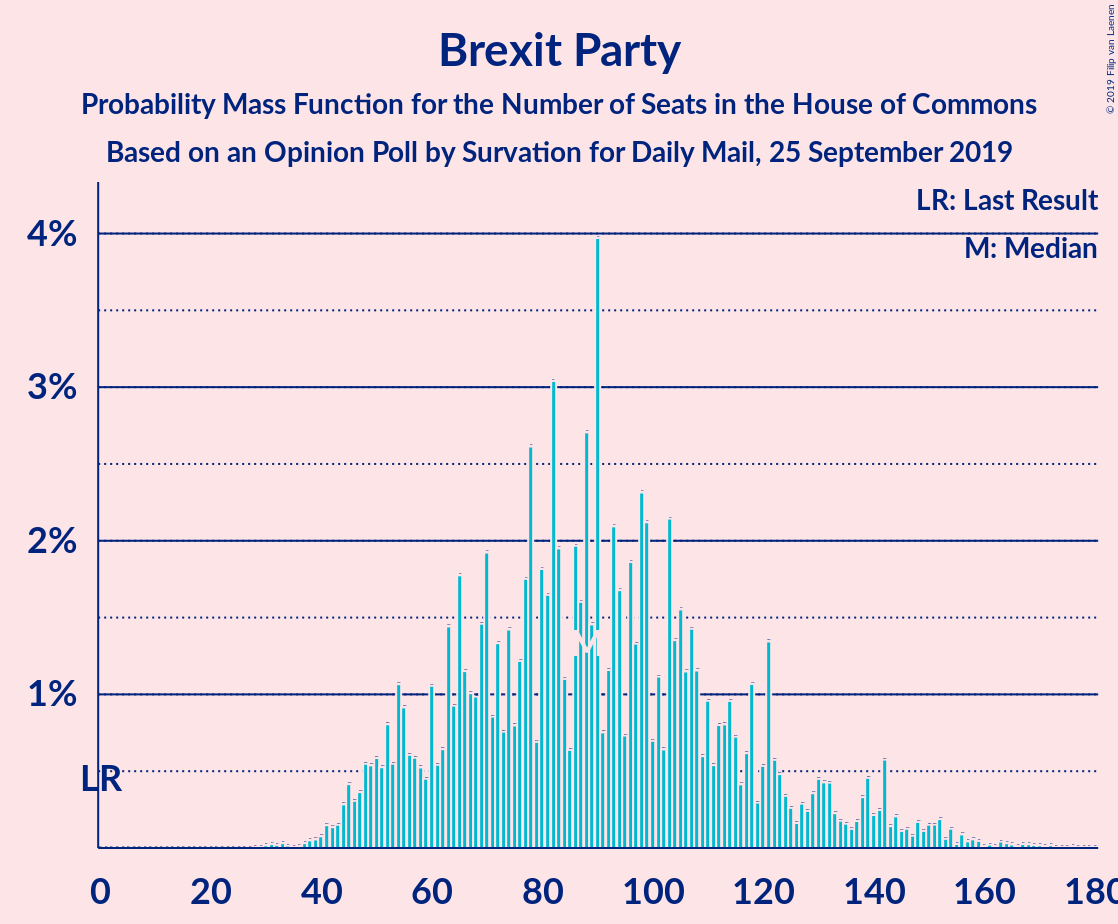 Brexit Party
Probability Mass Function for the Number of Seats in the House of Commons
Based on an Opinion Poll by Survation for Daily Mail, 25 September 2019
© 2019 Filip van Laenen
LR: Last Result
M: Median
4%
3%
2%
1%
M
LR
0 20 40 60 80 100 120 140 160 180